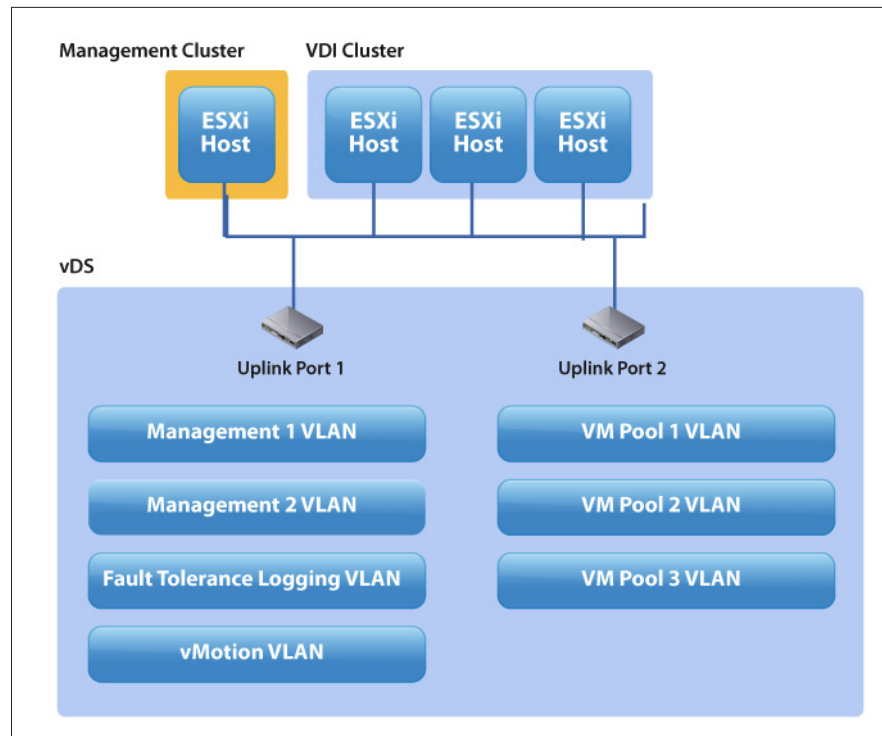 Management Cluster
VDI Cluster
ESXi
Host
ESXi
Host
ESXi
Host
ESXi
Host
vDS
Uplink Port 1
Uplink Port 2
Management 1 VLAN
Management 2 VLAN
Fault Tolerance Logging VLAN
vMotion VLAN
VM Pool 1 VLAN
VM Pool 2 VLAN
VM Pool 3 VLAN